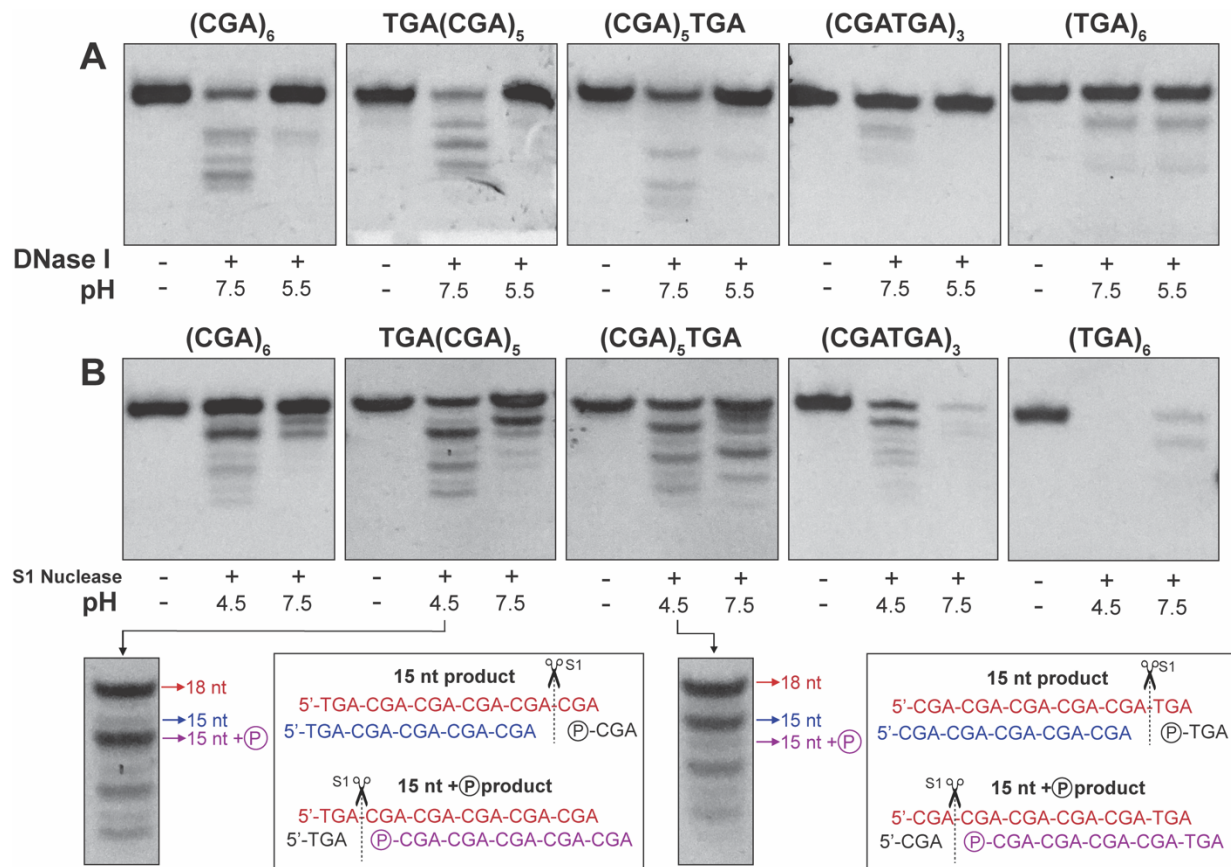 (CGA)6 TGA(CGA)5 (CGA)5TGA (CGATGA)3 (TGA)6
A
DNase I - + + - + + - + + - + + - + +
pH - 7.5 5.5 - 7.5 5.5 - 7.5 5.5 - 7.5 5.5 - 7.5 5.5
(CGA)6 TGA(CGA)5 (CGA)5TGA (CGATGA)3 (TGA)6
B
S1 Nuclease - + + - + + - + + - + + - + +
pH - 4.5 7.5 - 4.5 7.5 - 4.5 7.5 - 4.5 7.5 - 4.5 7.5
18 nt
15 nt
15 nt + P
15 nt product
S1
5'-TGA-CGA-CGA-CGA-CGA-CGA
5'-TGA-CGA-CGA-CGA-CGA P-CGA
15 nt + P product
S1
5'-TGA-CGA-CGA-CGA-CGA-CGA
5'-TGA P-CGA-CGA-CGA-CGA-CGA
18 nt
15 nt
15 nt + P
15 nt product
S1
5'-CGA-CGA-CGA-CGA-CGA-TGA
5'-CGA-CGA-CGA-CGA-CGA P-TGA
15 nt + P product
S1
5'-CGA-CGA-CGA-CGA-CGA-TGA
5'-CGA P-CGA-CGA-CGA-CGA-TGA